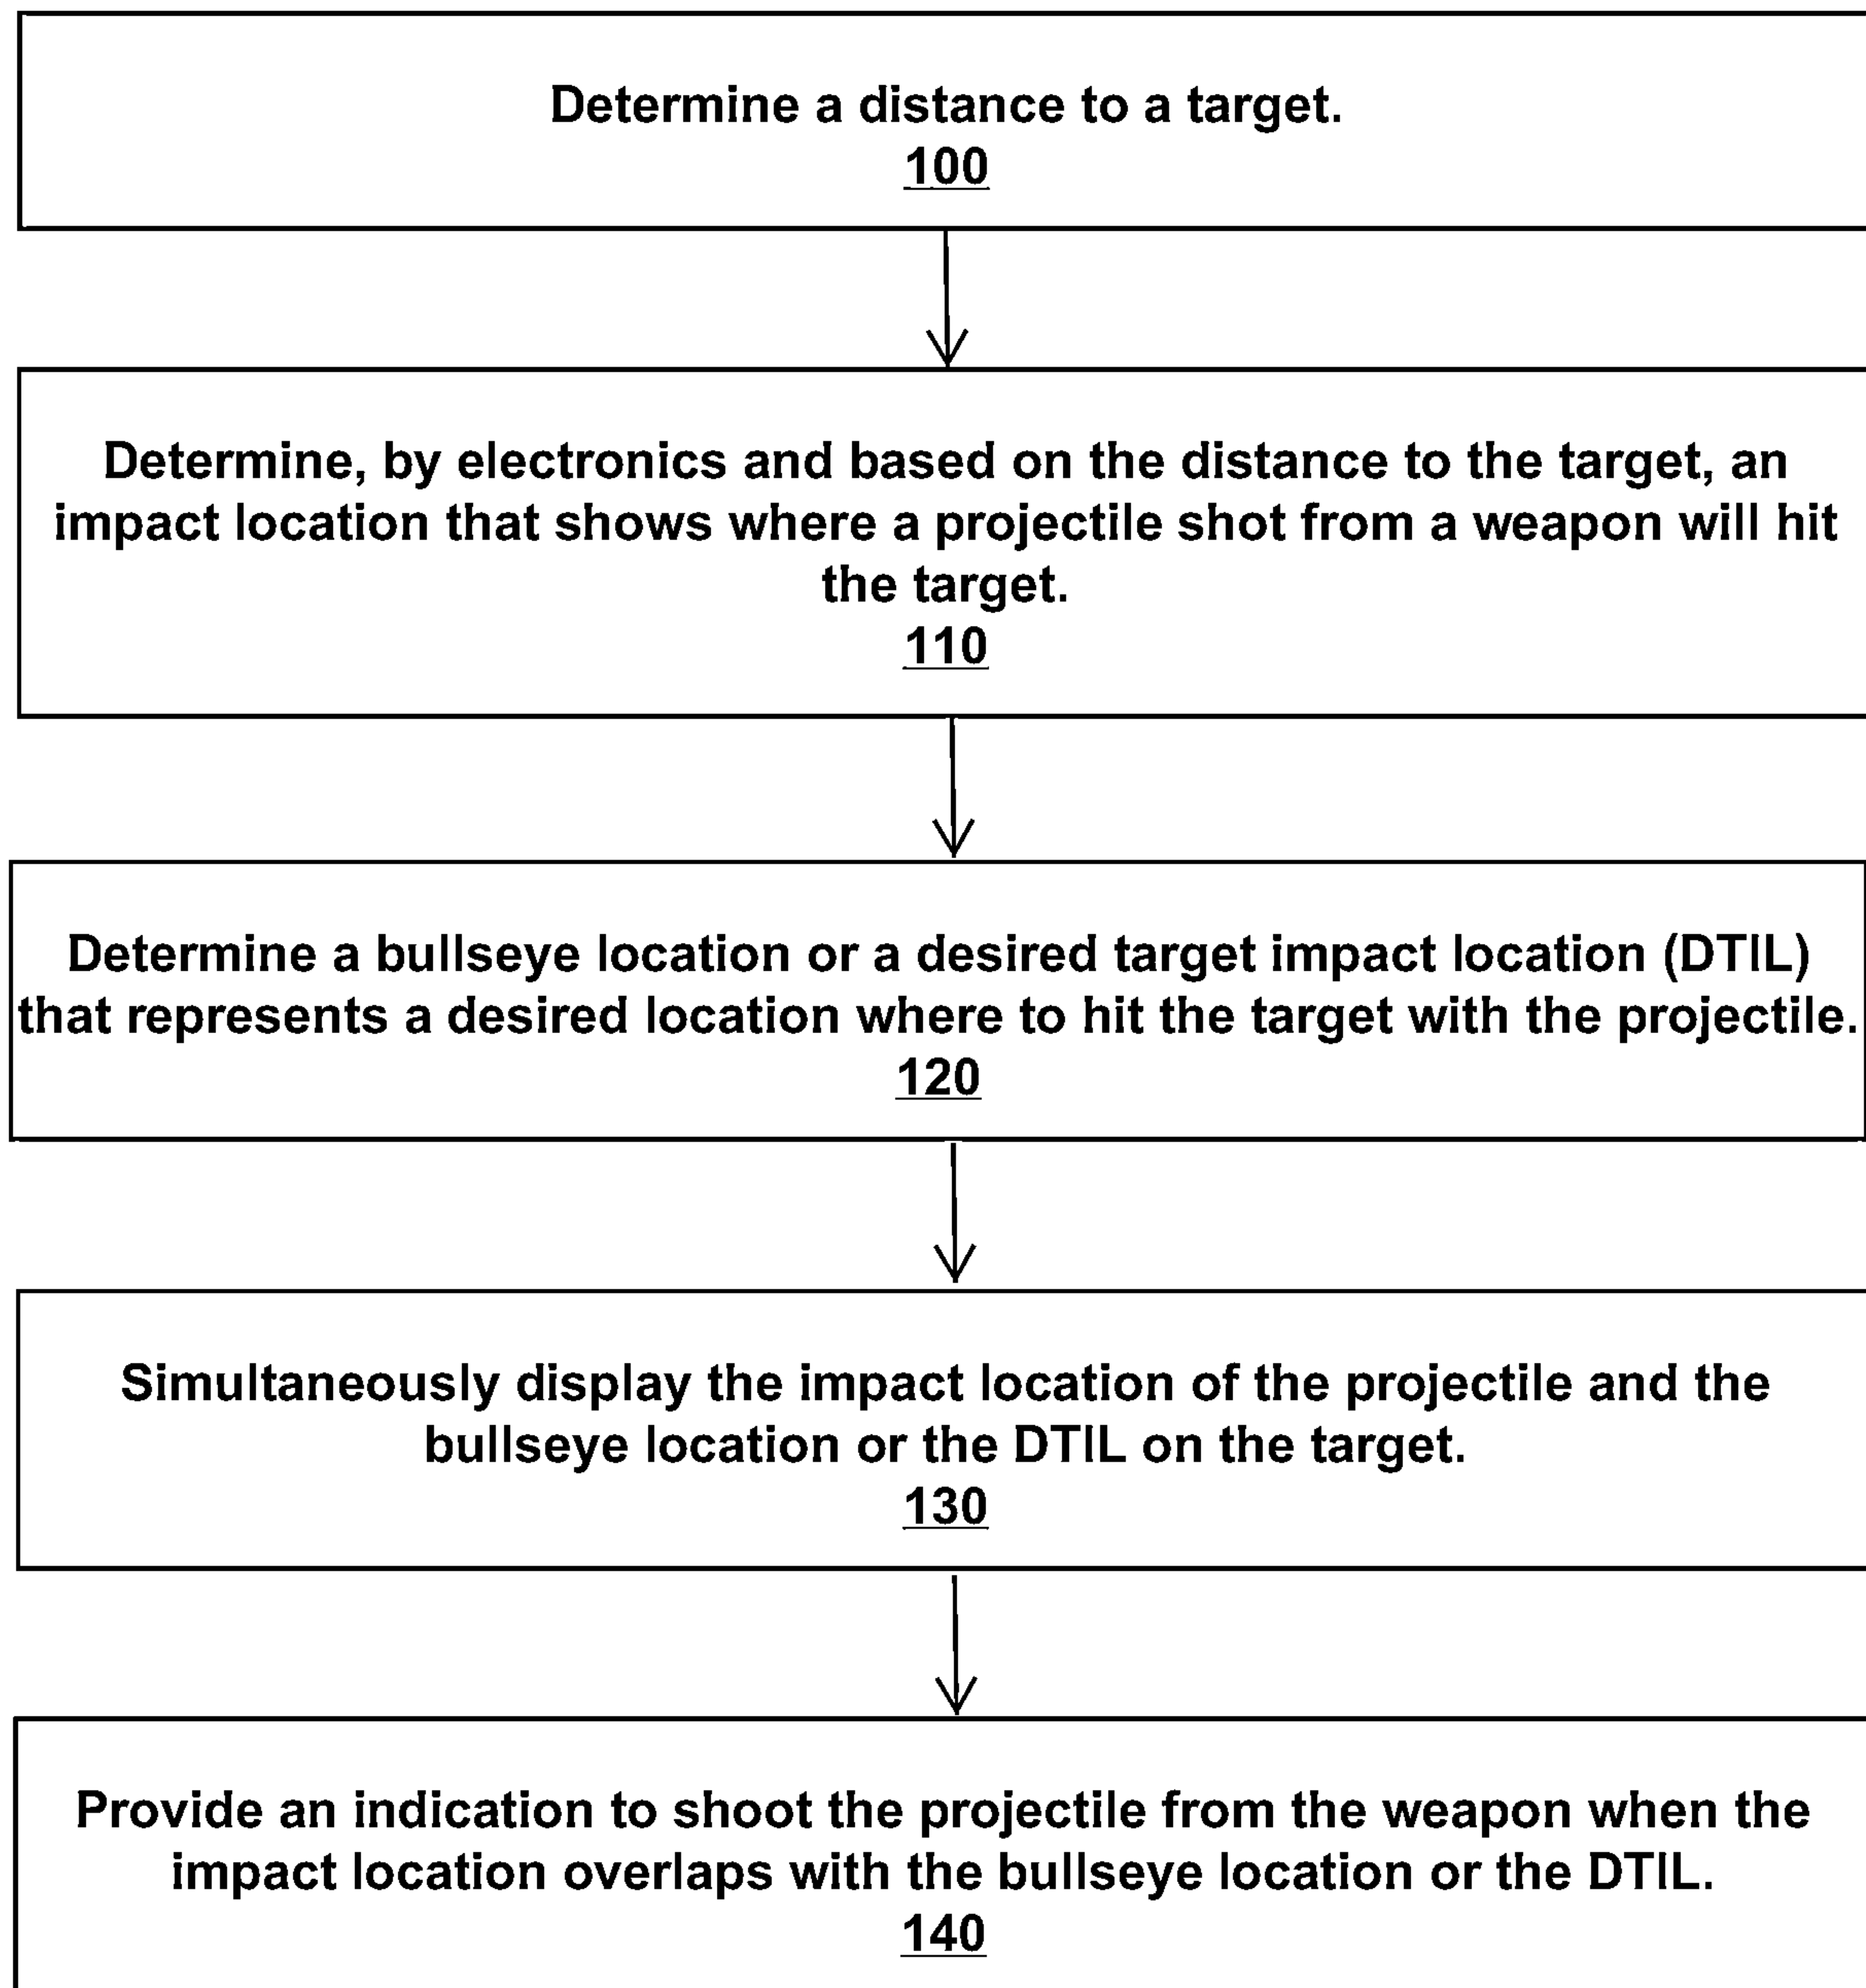 Determine a distance to a target.
100
Determine, by electronics and based on the distance to the target, an
impact location that shows where a projectile shot from a weapon will hit
the target.
110
Determine a bullseye location or a desired target impact location (DTIL)
that represents a desired location where to hit the target with the projectile.
120
Simultaneously display the impact location of the projectile and the
bullseye location or the DTIL on the target.
130
Provide an indication to shoot the projectile from the weapon when the
impact location overlaps with the bullseye location or the DTIL.
140